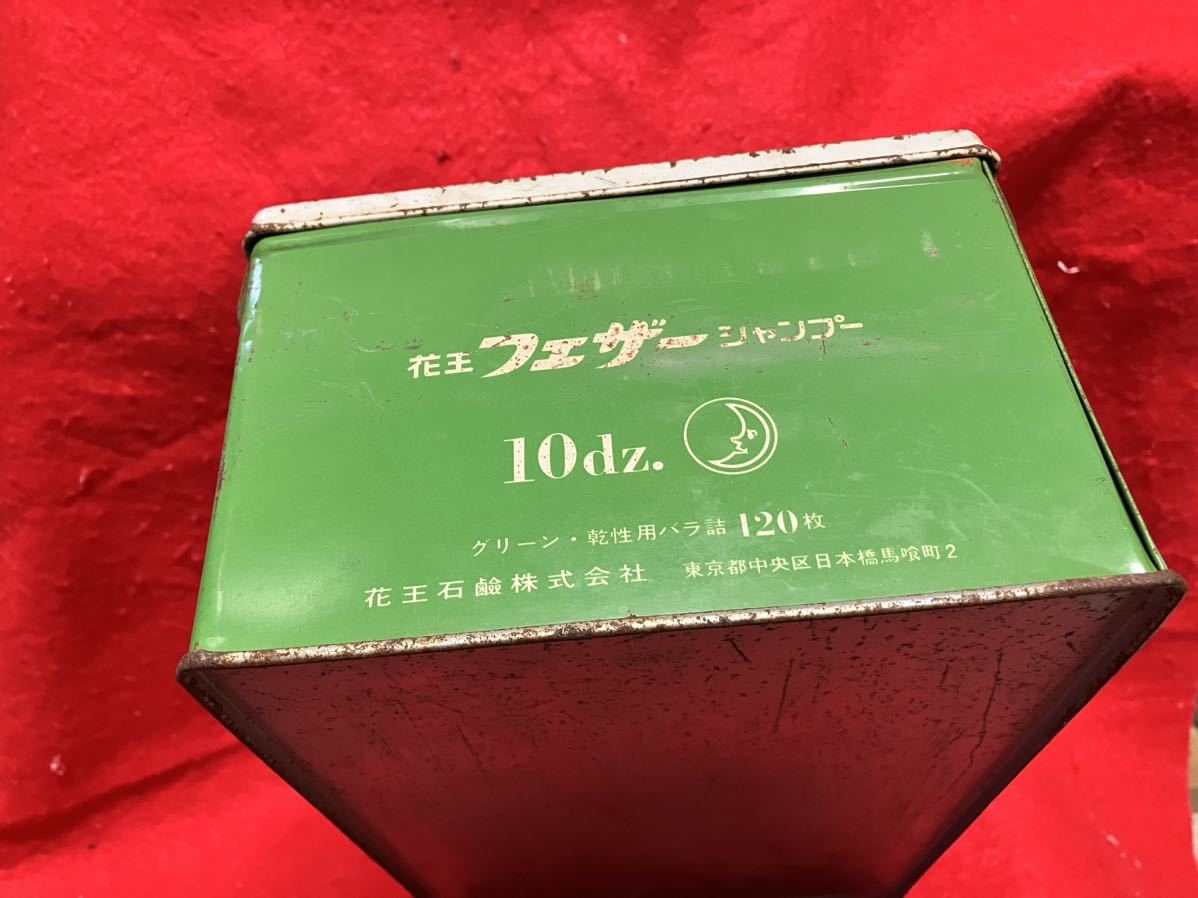 花王フェザーシャンプー
10dz.
グリーン・乾性用バラ詰 120枚
花王石鹼株式会社 東京都中央区日本橋馬喰町2